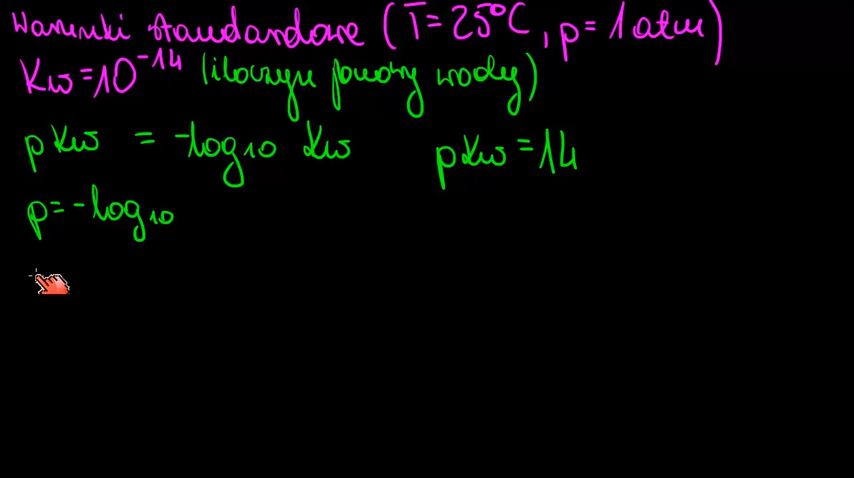 Warunki standardowe (T=25°C, p=1atm)
Kw=10⁻¹⁴ (iloczyn jonowy wody)
pKw = -log₁₀ Kw pKw=14
p=-log₁₀